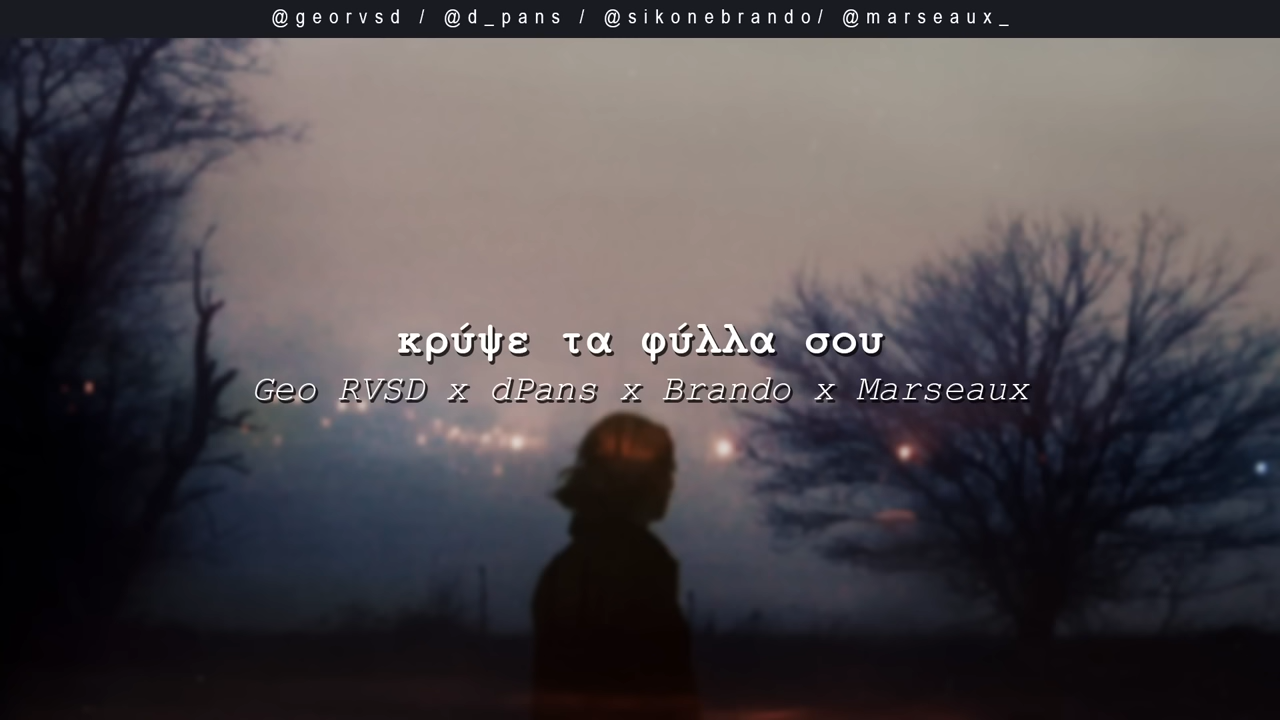 @georvsd / @d_pans / @sikonebrando/ @marseaux_
κρύψε τα φύλλα σου
Geo RVSD x dPans x Brando x Marseaux